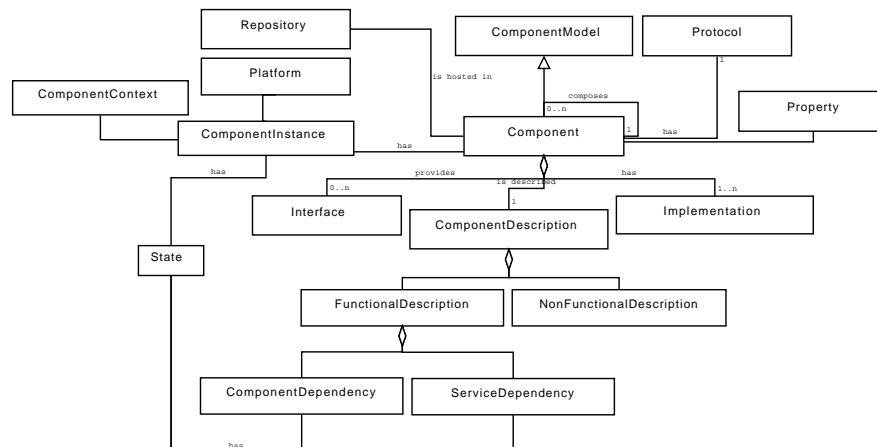 Repository
ComponentModel
Protocol
1
is hosted in
Platform
ComponentContext
composes
0..n
Property
ComponentInstance
Component
1
has
has
has
provides
is described
has
0..n
1
1..n
Interface
ComponentDescription
Implementation
State
FunctionalDescription
NonFunctionalDescription
ComponentDependency
ServiceDependency
has